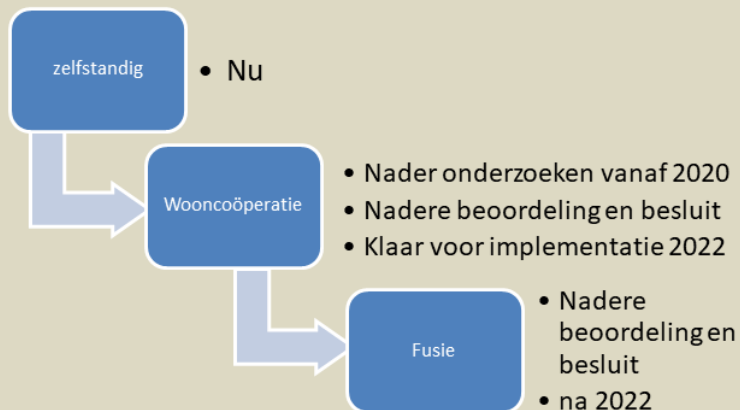 zelfstandig
• Nu
Wooncoöperatie
• Nader onderzoeken vanaf 2020
• Nadere beoordeling en besluit
• Klaar voor implementatie 2022
Fusie
• Nadere
beoordeling en
besluit
• na 2022